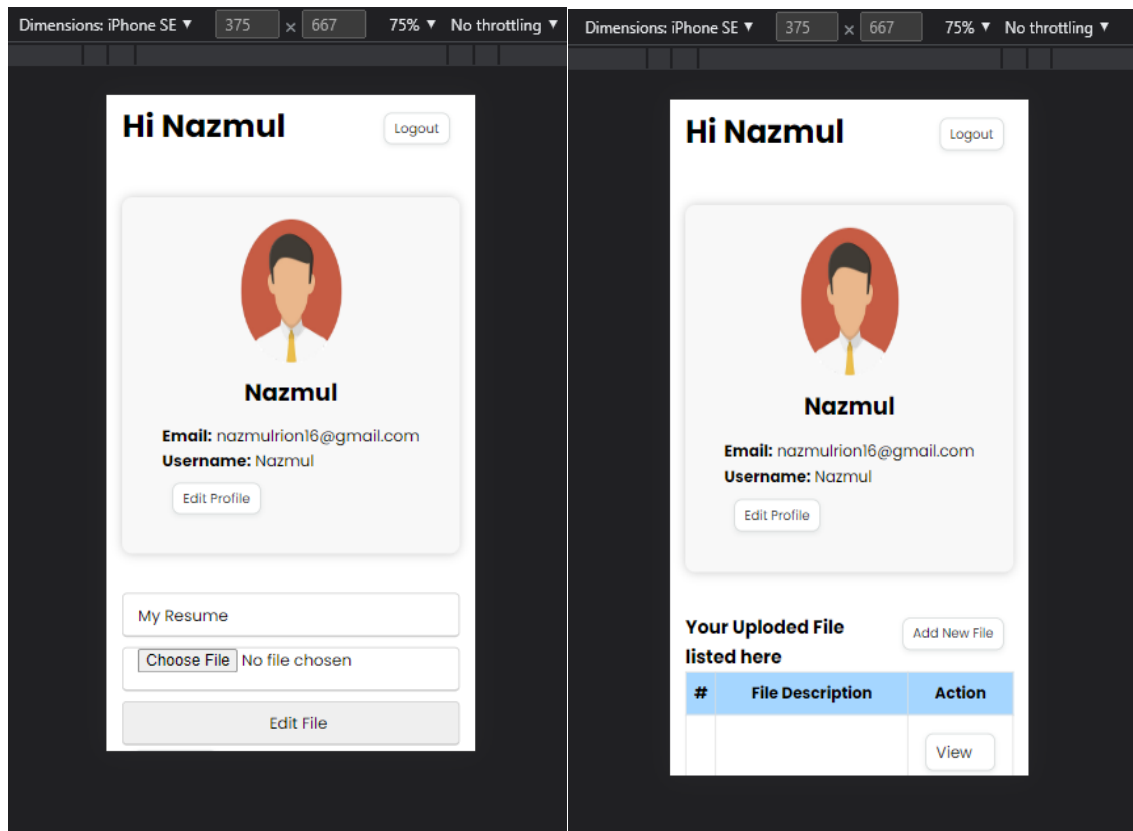 Dimensions: iPhone SE ▼ 375 × 667 75% ▼ No throttling ▼
Hi Nazmul
Logout
Nazmul
Email: nazmulrion16@gmail.com
Username: Nazmul
Edit Profile
My Resume
Choose File No file chosen
Edit File
Dimensions: iPhone SE ▼ 375 × 667 75% ▼ No throttling ▼
Hi Nazmul
Logout
Nazmul
Email: nazmulrion16@gmail.com
Username: Nazmul
Edit Profile
Your Uploded File
listed here
Add New File
# File Description Action
View